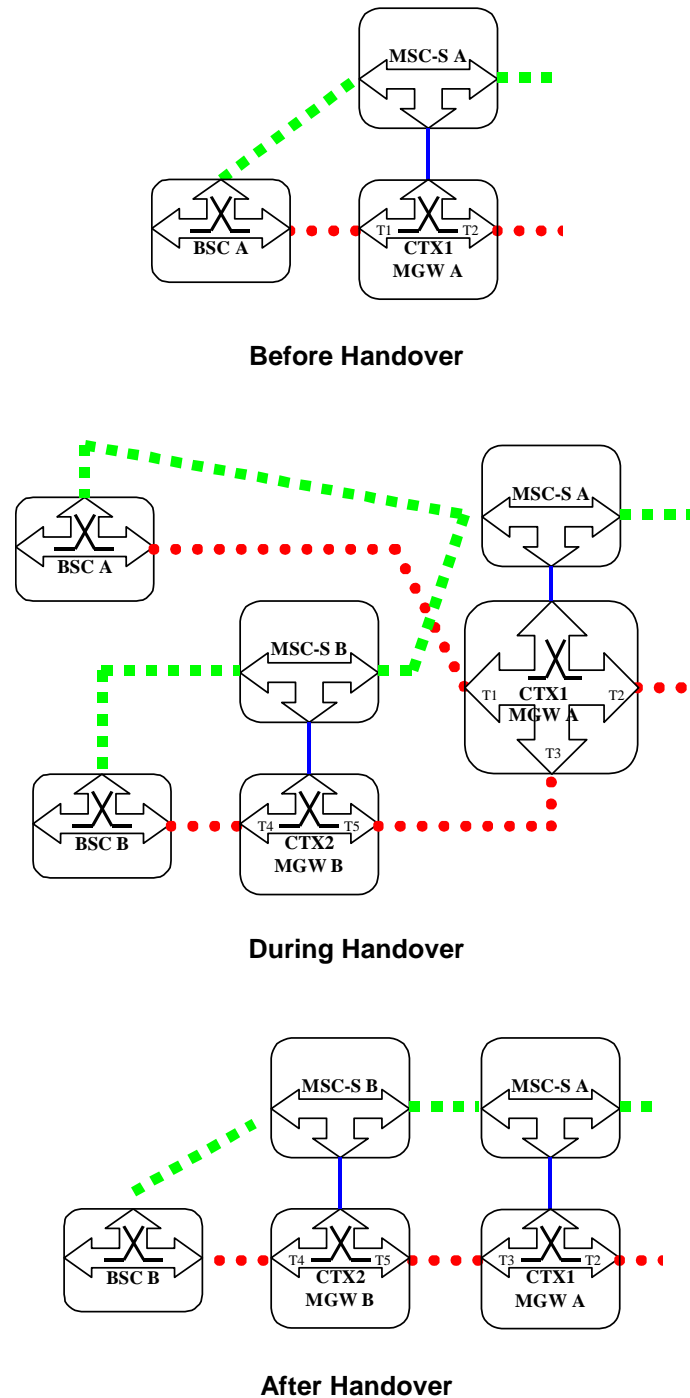 MSC-S A
T1
T2
BSC A
CTX1
MGW A
Before Handover
MSC-S A
BSC A
MSC-S B
T1
CTX1
T2
MGW A
T3
T4
T5
BSC B
CTX2
MGW B
During Handover
MSC-S B
MSC-S A
T4
T5
T3
T2
BSC B
CTX2
CTX1
MGW B
MGW A
After Handover